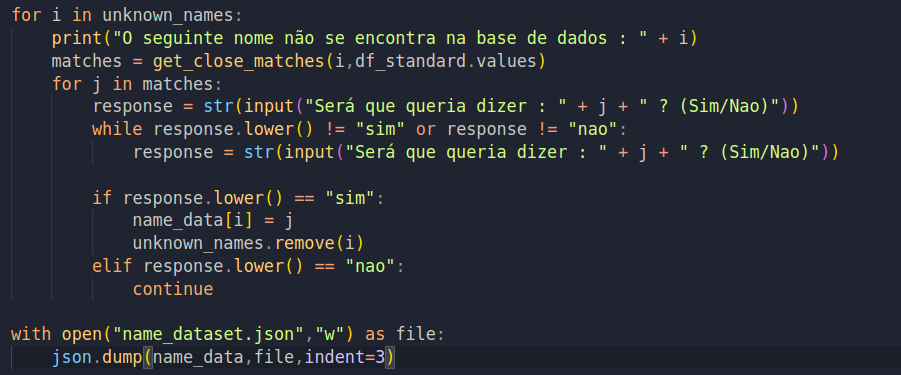 for i in unknown_names:
    print("O seguinte nome não se encontra na base de dados : " + i)
    matches = get_close_matches(i,df_standard.values)
    for j in matches:
        response = str(input("Será que queria dizer : " + j + " ? (Sim/Nao)"))
        while response.lower() != "sim" or response != "nao":
            response = str(input("Será que queria dizer : " + j + " ? (Sim/Nao)"))
        if response.lower() == "sim":
            name_data[i] = j
            unknown_names.remove(i)
        elif response.lower() == "nao":
            continue
with open("name_dataset.json","w") as file:
    json.dump(name_data,file,indent=3)